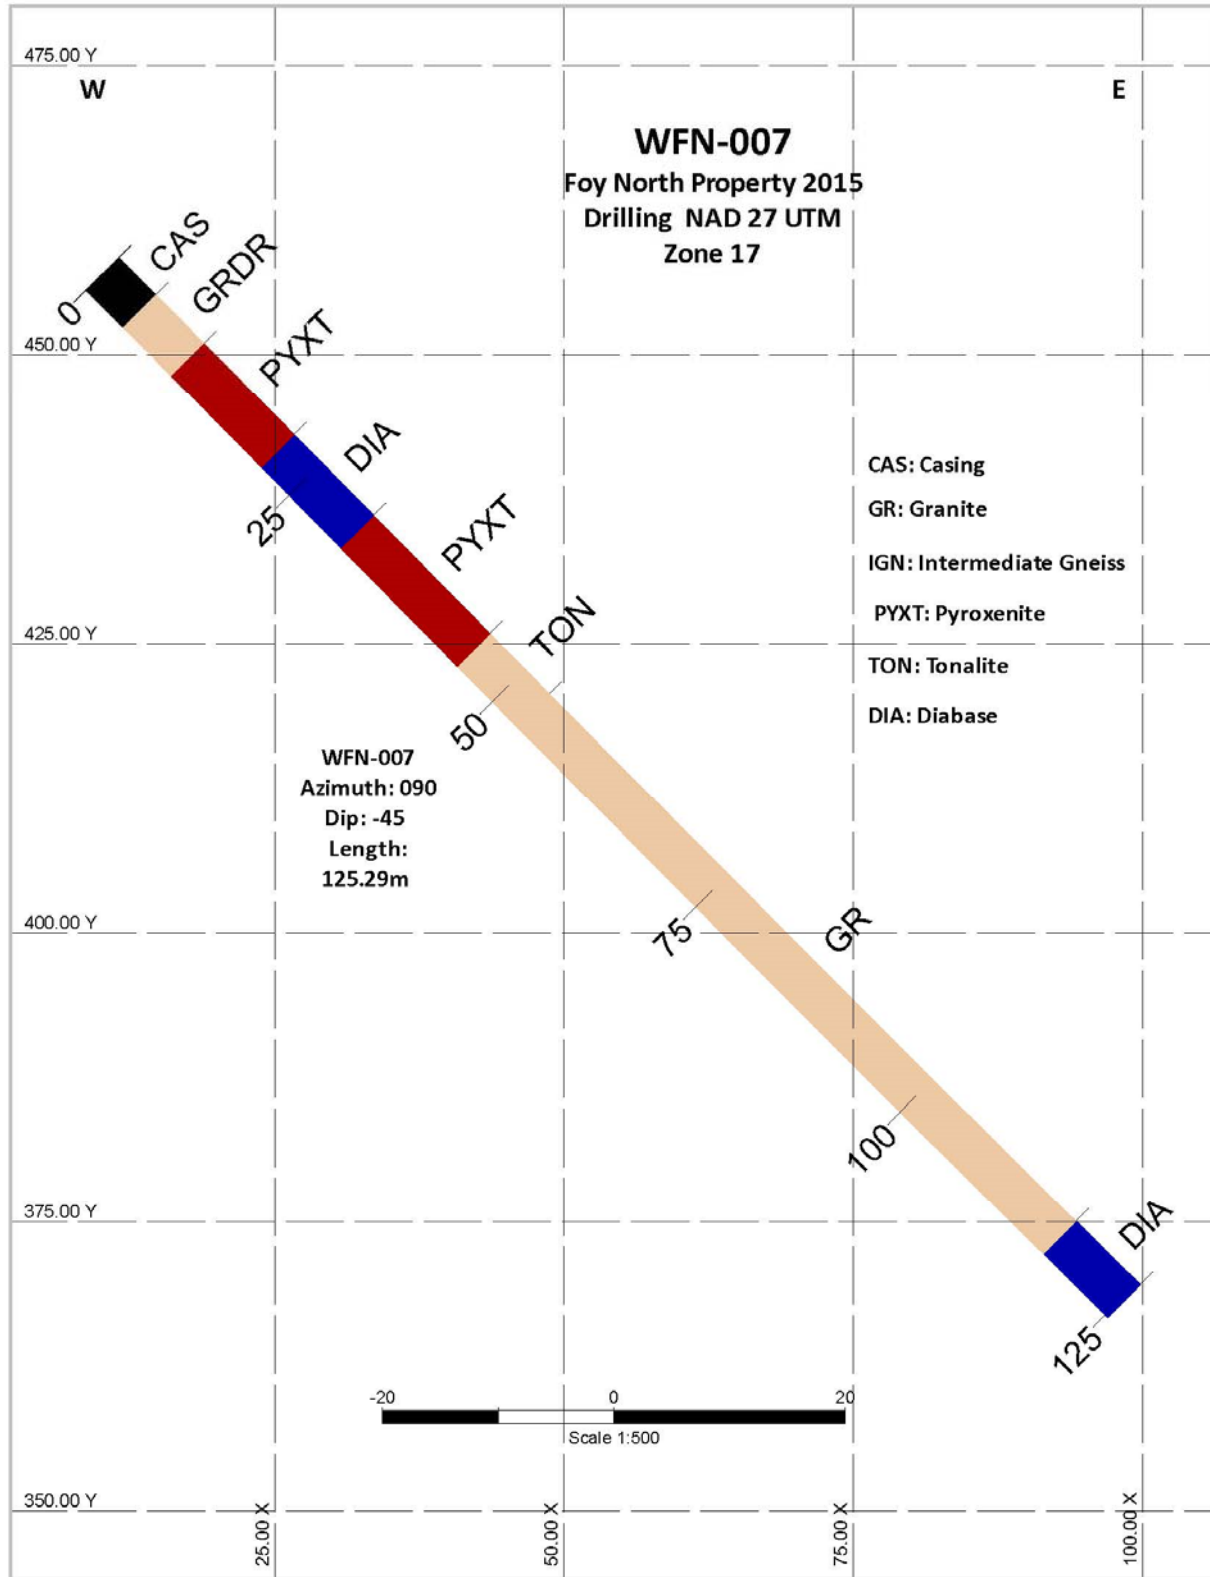 475.00 Y
W
E
WFN-007
Foy North Property 2015
Drilling NAD 27 UTM
Zone 17
CAS
GRDR
0
450.00 Y
PYXT
DIA
25
PYXT
CAS: Casing
GR: Granite
IGN: Intermediate Gneiss
PYXT: Pyroxenite
TON: Tonalite
DIA: Diabase
425.00 Y
TON
50
WFN-007
Azimuth: 090
Dip: -45
Length:
125.29m
400.00 Y
75
GR
100
375.00 Y
DIA
125
-20 0 20
Scale 1:500
350.00 Y
25.00 X
50.00 X
75.00 X
100.00 X